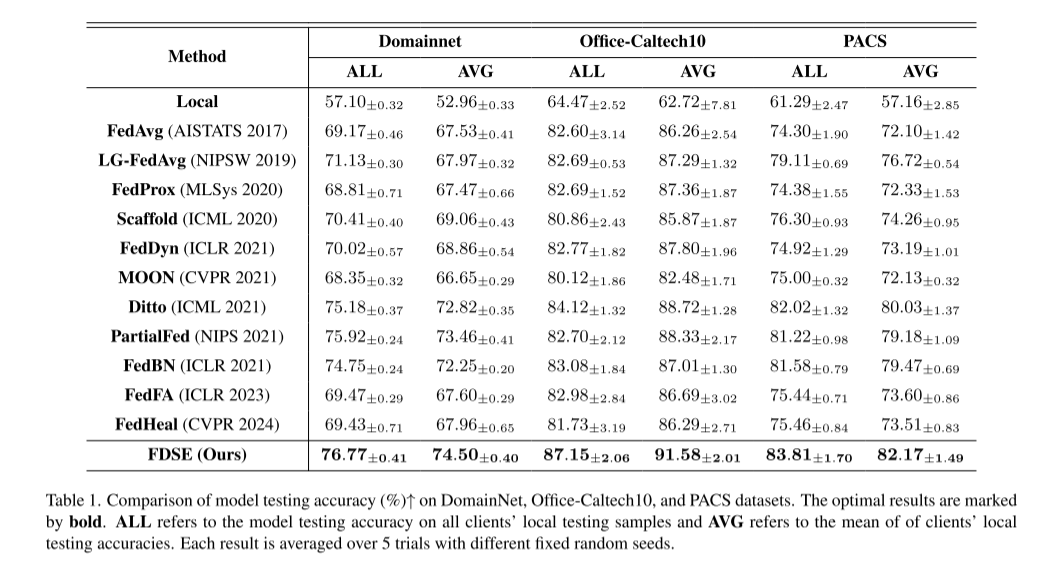 Method Domainnet Office-Caltech10 PACS
ALL AVG ALL AVG ALL AVG
Local 57.10±0.32 52.96±0.33 64.47±2.52 62.72±7.81 61.29±2.47 57.16±2.85
FedAvg (AISTATS 2017) 69.17±0.46 67.53±0.41 82.60±3.14 86.26±2.54 74.30±1.90 72.10±1.42
LG-FedAvg (NIPSW 2019) 71.13±0.30 67.97±0.32 82.69±0.53 87.29±1.32 79.11±0.69 76.72±0.54
FedProx (MLSys 2020) 68.81±0.71 67.47±0.66 82.69±1.52 87.36±1.87 74.38±1.55 72.33±1.53
Scaffold (ICML 2020) 70.41±0.40 69.06±0.43 80.86±2.43 85.87±1.87 76.30±0.93 74.26±0.95
FedDyn (ICLR 2021) 70.02±0.57 68.86±0.54 82.77±1.82 87.80±1.96 74.92±1.29 73.19±1.01
MOON (CVPR 2021) 68.35±0.32 66.65±0.29 80.12±1.86 82.48±1.71 75.00±0.32 72.13±0.32
Ditto (ICML 2021) 75.18±0.37 72.82±0.35 84.12±1.32 88.72±1.28 82.02±1.32 80.03±1.37
PartialFed (NIPS 2021) 75.92±0.24 73.46±0.41 82.70±2.12 88.33±2.17 81.22±0.98 79.18±1.09
FedBN (ICLR 2021) 74.75±0.24 72.25±0.20 83.08±1.84 87.01±1.30 81.58±0.79 79.47±0.69
FedFA (ICLR 2023) 69.47±0.29 67.60±0.29 82.98±2.84 86.69±3.02 75.44±0.71 73.60±0.86
FedHeal (CVPR 2024) 69.43±0.71 67.96±0.65 81.73±3.19 86.29±2.71 75.46±0.84 73.51±0.83
FDSE (Ours) 76.77±0.41 74.50±0.40 87.15±2.06 91.58±2.01 83.81±1.70 82.17±1.49
Table 1. Comparison of model testing accuracy (%)↑ on DomainNet, Office-Caltech10, and PACS datasets. The optimal results are marked
by bold. ALL refers to the model testing accuracy on all clients' local testing samples and AVG refers to the mean of of clients' local
testing accuracies. Each result is averaged over 5 trials with different fixed random seeds.